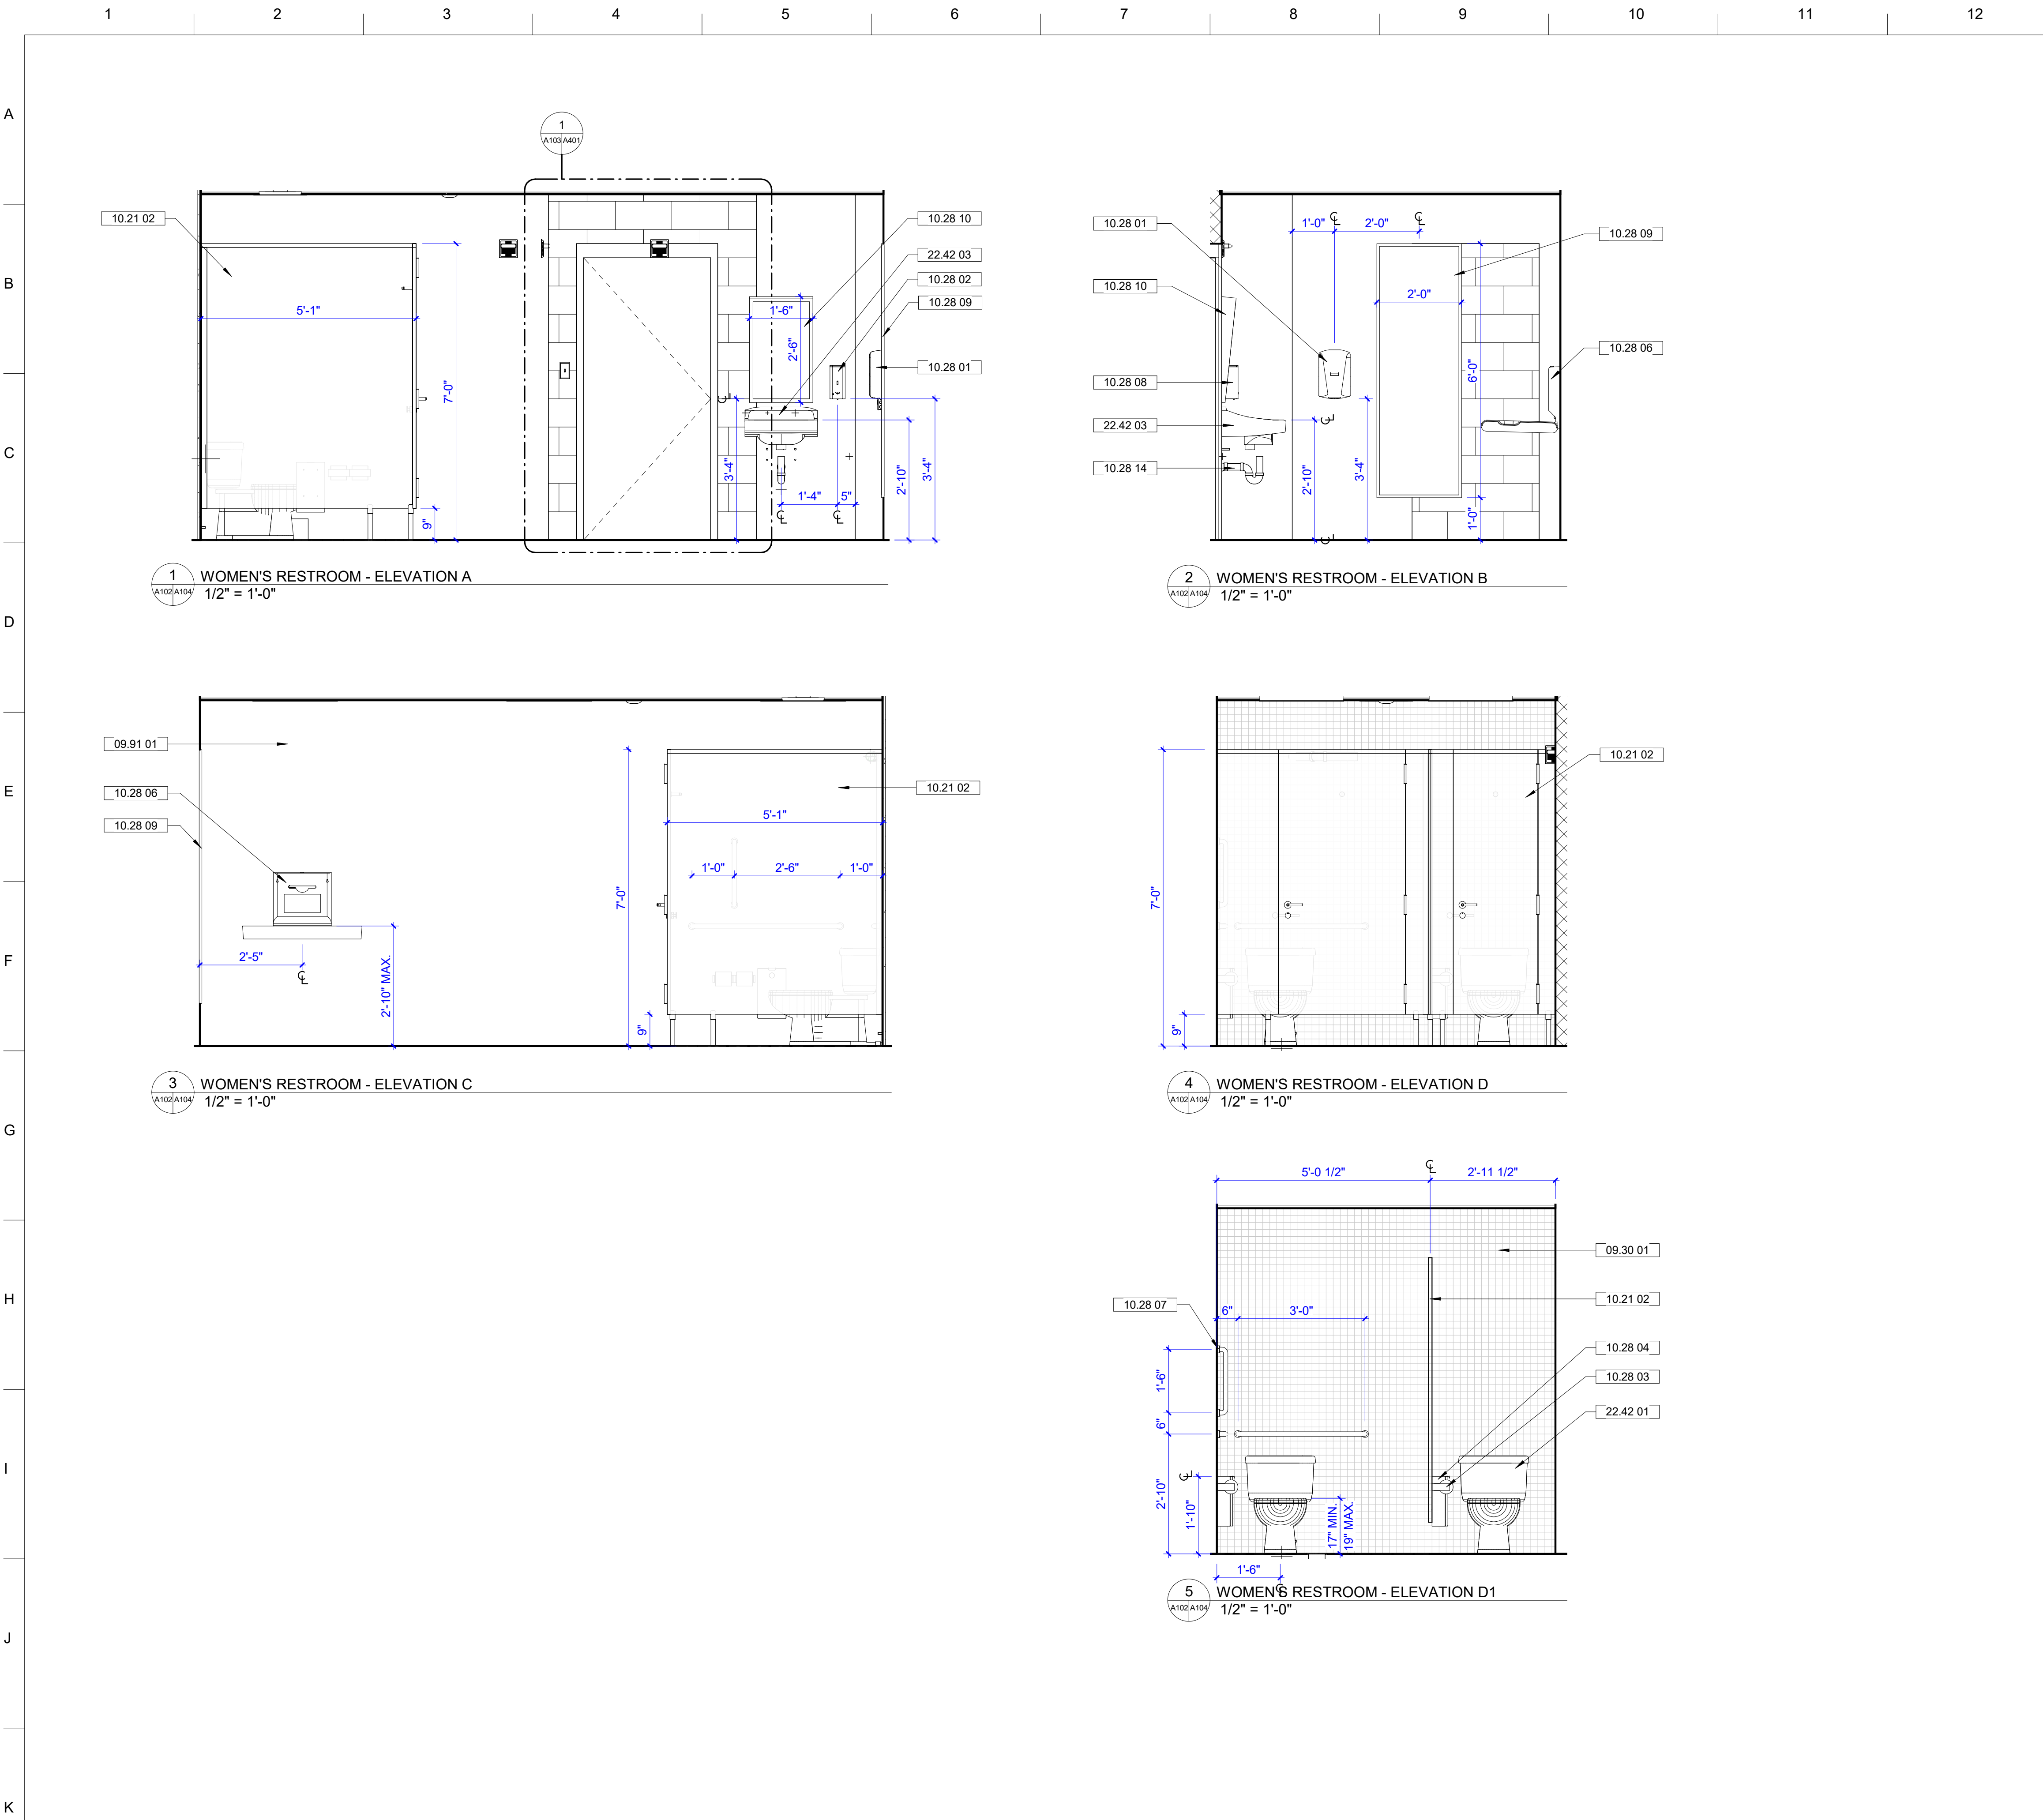 1 2 3 4 5 6 7 8 9 10 11 12
A
B
C
D
E
F
G
H
I
J
K
1
A103 A401
10.21 02
5'-1"
7'-0"
9"
1'-6"
2'-6"
3'-4"
1'-4"
5"
2'-10"
3'-4"
10.28 10
22.42 03
10.28 02
10.28 09
10.28 01
1
A102 A104
WOMEN'S RESTROOM - ELEVATION A
1/2" = 1'-0"
10.28 01
10.28 10
10.28 08
22.42 03
10.28 14
1'-0"
2'-0"
2'-0"
6'-0"
2'-10"
3'-4"
1'-0"
10.28 09
10.28 06
2
A102 A104
WOMEN'S RESTROOM - ELEVATION B
1/2" = 1'-0"
09.91 01
10.28 06
10.28 09
2'-5"
2'-10" MAX.
7'-0"
9"
5'-1"
1'-0"
2'-6"
1'-0"
10.21 02
3
A102 A104
WOMEN'S RESTROOM - ELEVATION C
1/2" = 1'-0"
7'-0"
9"
10.21 02
4
A102 A104
WOMEN'S RESTROOM - ELEVATION D
1/2" = 1'-0"
5'-0 1/2"
2'-11 1/2"
10.28 07
6"
3'-0"
1'-6"
6"
2'-10"
1'-10"
17" MIN.
19" MAX.
1'-6"
09.30 01
10.21 02
10.28 04
10.28 03
22.42 01
5
A102 A104
WOMEN'S RESTROOM - ELEVATION D1
1/2" = 1'-0"